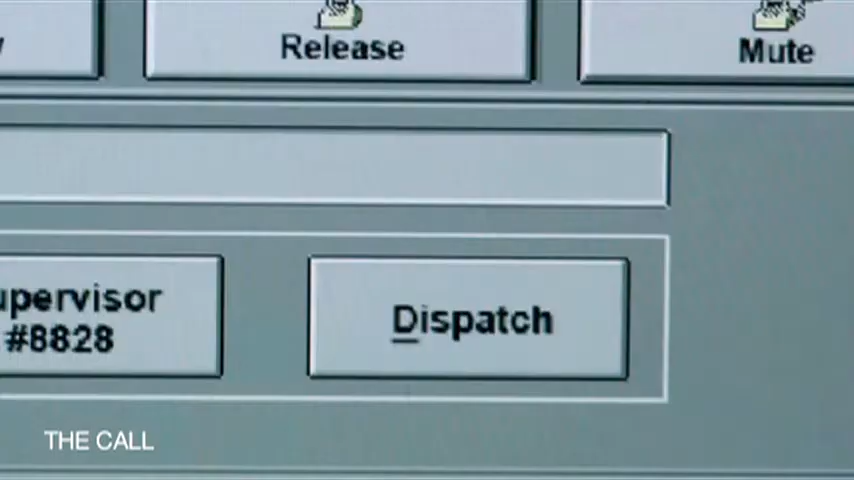 Release
Mute
upervisor
#8828
Dispatch
THE CALL